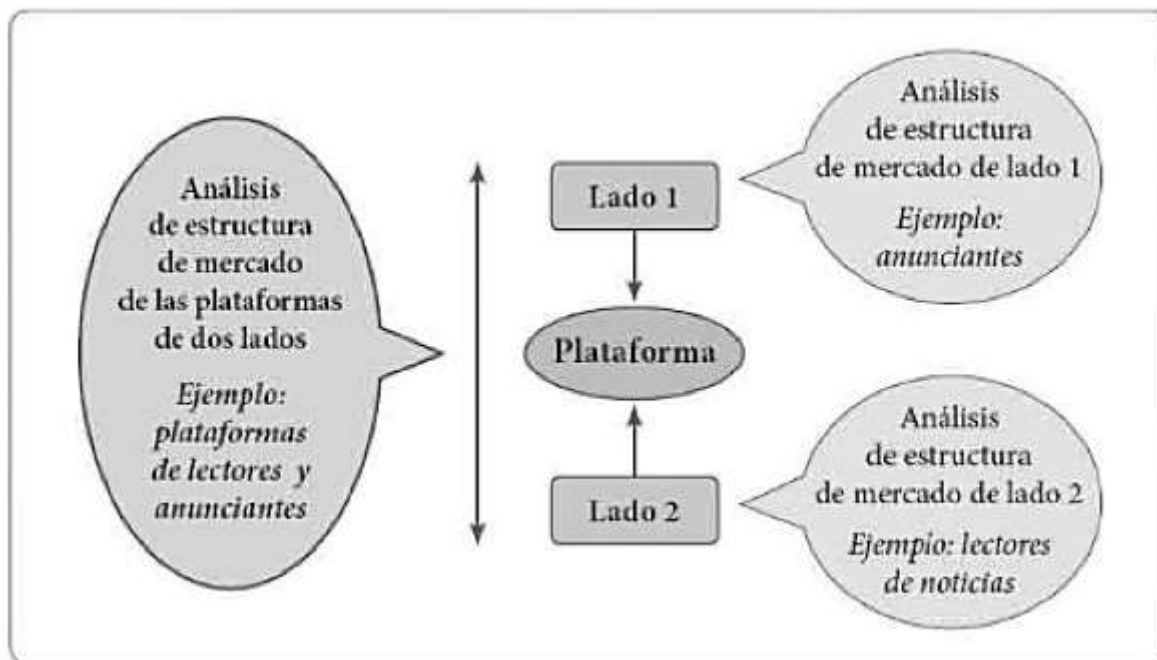 Análisis
de estructura
de mercado
de las plataformas
de dos lados
Ejemplo:
plataformas
de lectores y
anunciantes
Lado 1
Plataforma
Lado 2
Análisis
de estructura
de mercado de lado 1
Ejemplo:
anunciantes
Análisis
de estructura
de mercado de lado 2
Ejempio: lectores
de noticias